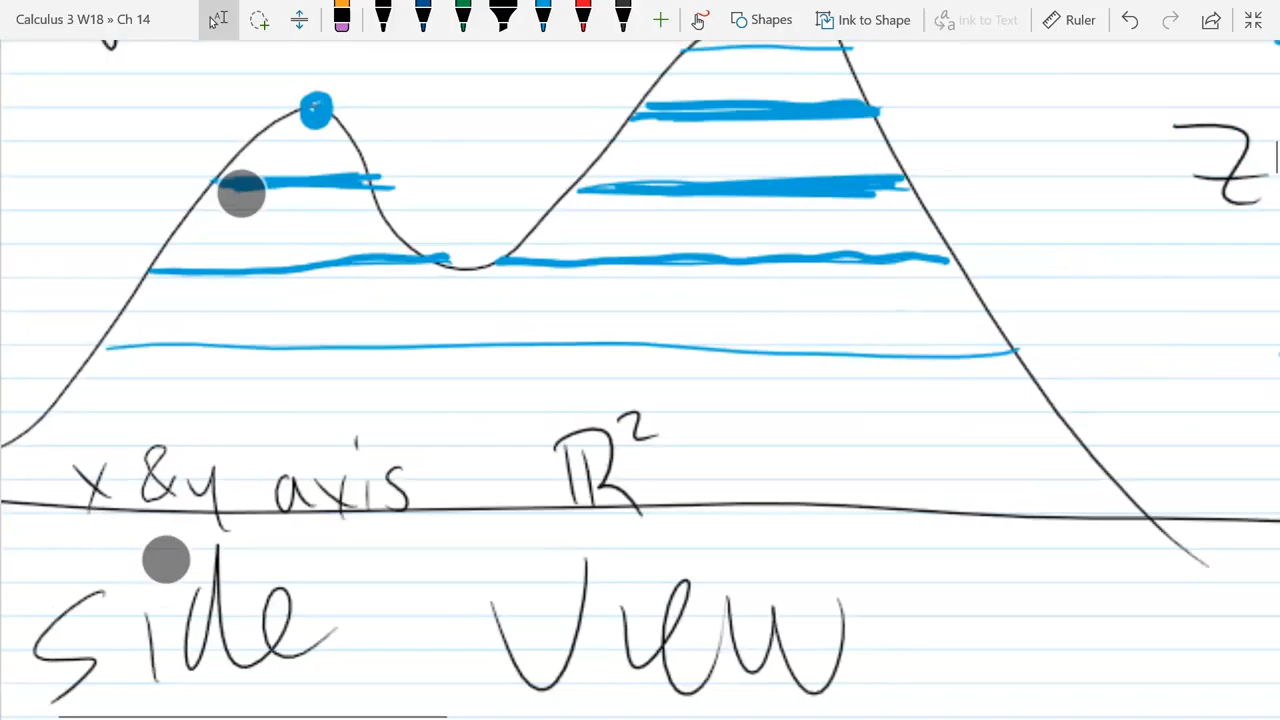 Calculus 3 W18 » Ch 14
Shapes
Ink to Shape
Ink to Text
Ruler
Z
x & y axis ℝ²
side view